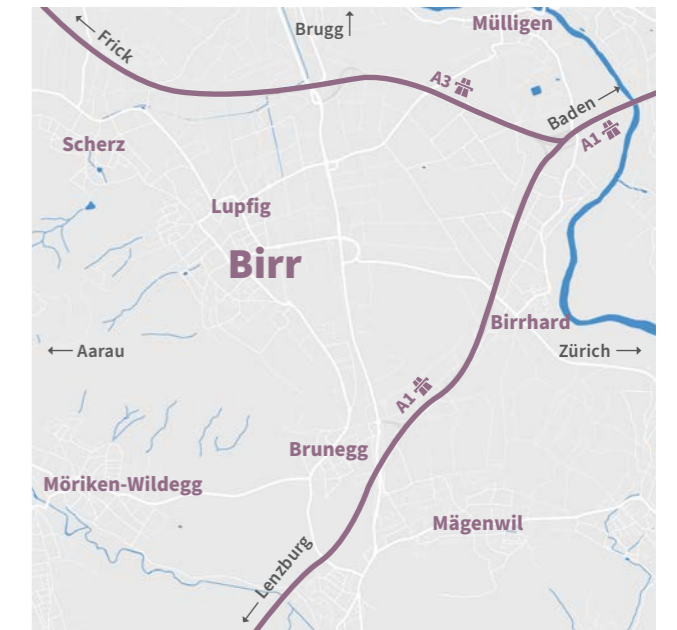 Brugg
Mülligen
Frick
A3
Baden
A1
Scherz
Lupfig
Birr
Birrhard
Aarau
Zürich
A1
Brunegg
Möriken-Wildegg
Mägenwil
Lenzburg